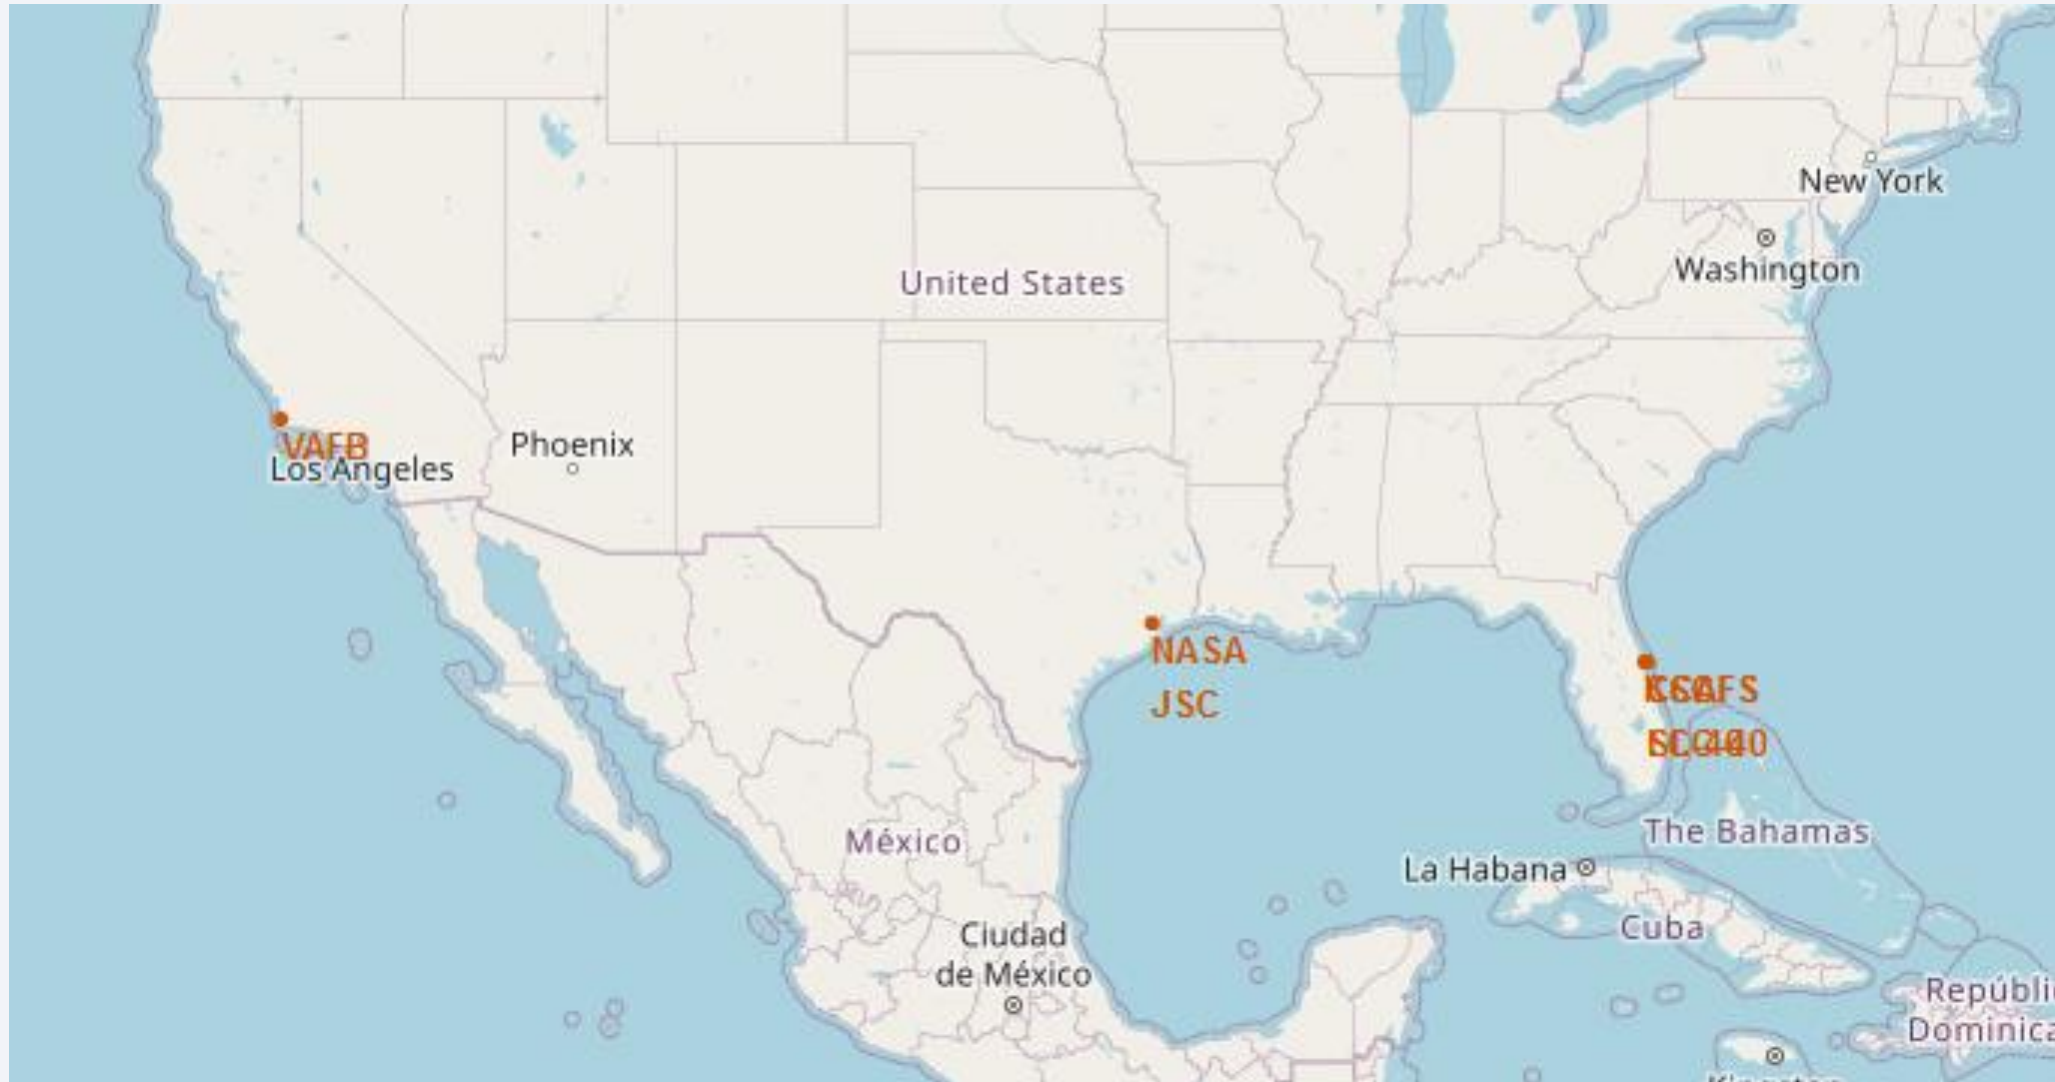 New York
Washington
United States
VAFB
Los Angeles
Phoenix
NASA
JSC
México
The Bahamas
La Habana
Cuba
Ciudad
de México
Repúbli
Dominica